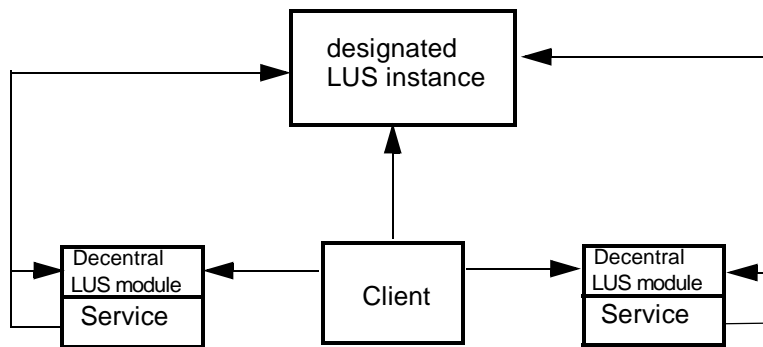 designated
LUS instance
Decentral
LUS module
Service
Client
Decentral
LUS module
Service